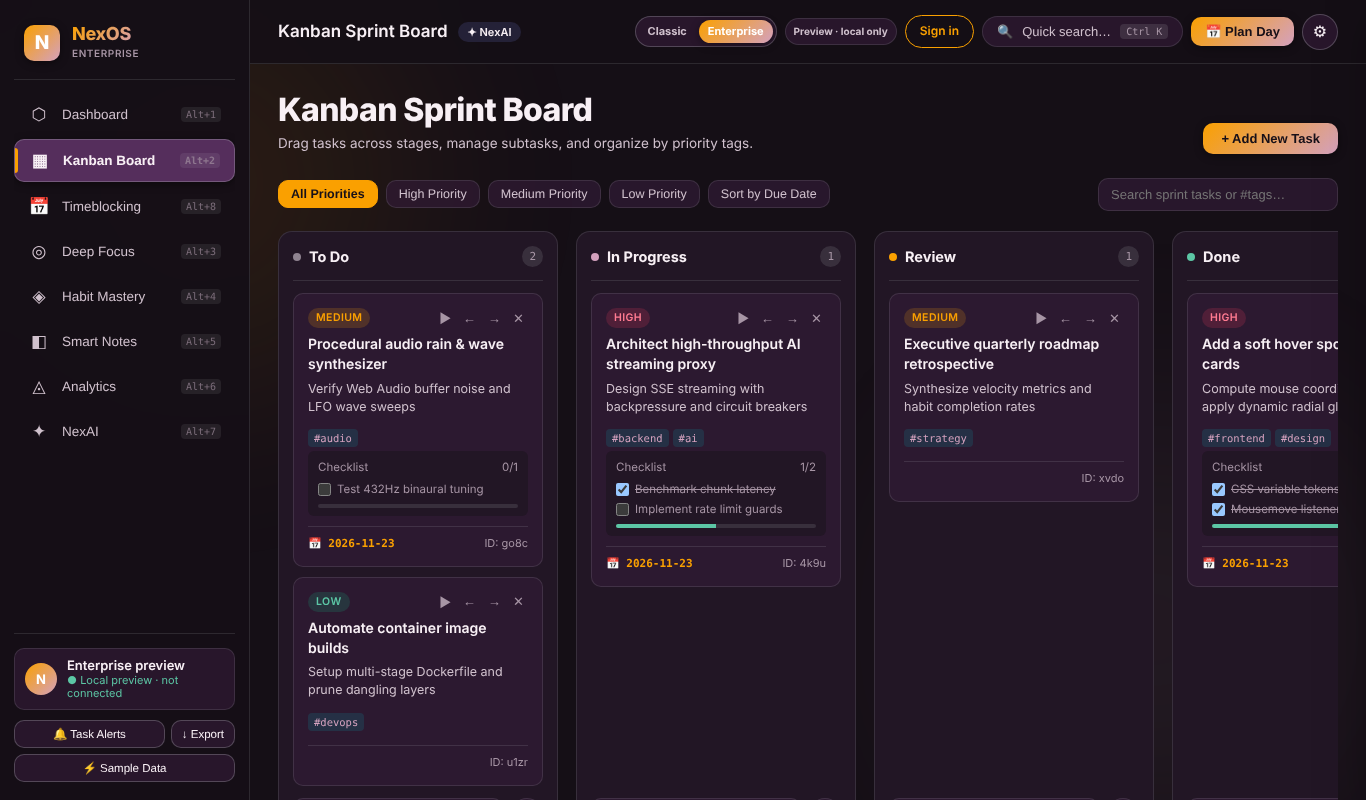 N
NexOS
ENTERPRISE
Dashboard Alt+1
Kanban Board Alt+2
Timeblocking Alt+8
Deep Focus Alt+3
Habit Mastery Alt+4
Smart Notes Alt+5
Analytics Alt+6
NexAI Alt+7
N
Enterprise preview
Local preview · not
connected
Task Alerts
↓ Export
⚡ Sample Data
Kanban Sprint Board
✦ NexAI
Classic Enterprise
Preview · local only
Sign in
Quick search… Ctrl K
Plan Day
Kanban Sprint Board
Drag tasks across stages, manage subtasks, and organize by priority tags.
+ Add New Task
All Priorities
High Priority
Medium Priority
Low Priority
Sort by Due Date
Search sprint tasks or #tags…
To Do 2
MEDIUM ▶ ← → ✕
Procedural audio rain & wave
synthesizer
Verify Web Audio buffer noise and
LFO wave sweeps
#audio
Checklist 0/1
Test 432Hz binaural tuning
2026-11-23 ID: go8c
LOW ▶ ← → ✕
Automate container image
builds
Setup multi-stage Dockerfile and
prune dangling layers
#devops
ID: u1zr
In Progress 1
HIGH ▶ ← → ✕
Architect high-throughput AI
streaming proxy
Design SSE streaming with
backpressure and circuit breakers
#backend #ai
Checklist 1/2
Benchmark chunk latency
Implement rate limit guards
2026-11-23 ID: 4k9u
Review 1
MEDIUM ▶ ← → ✕
Executive quarterly roadmap
retrospective
Synthesize velocity metrics and
habit completion rates
#strategy
ID: xvdo
Done
HIGH
Add a soft hover spo
cards
Compute mouse coord
apply dynamic radial gl
#frontend #design
Checklist
CSS variable tokens
Mousemove listener
2026-11-23